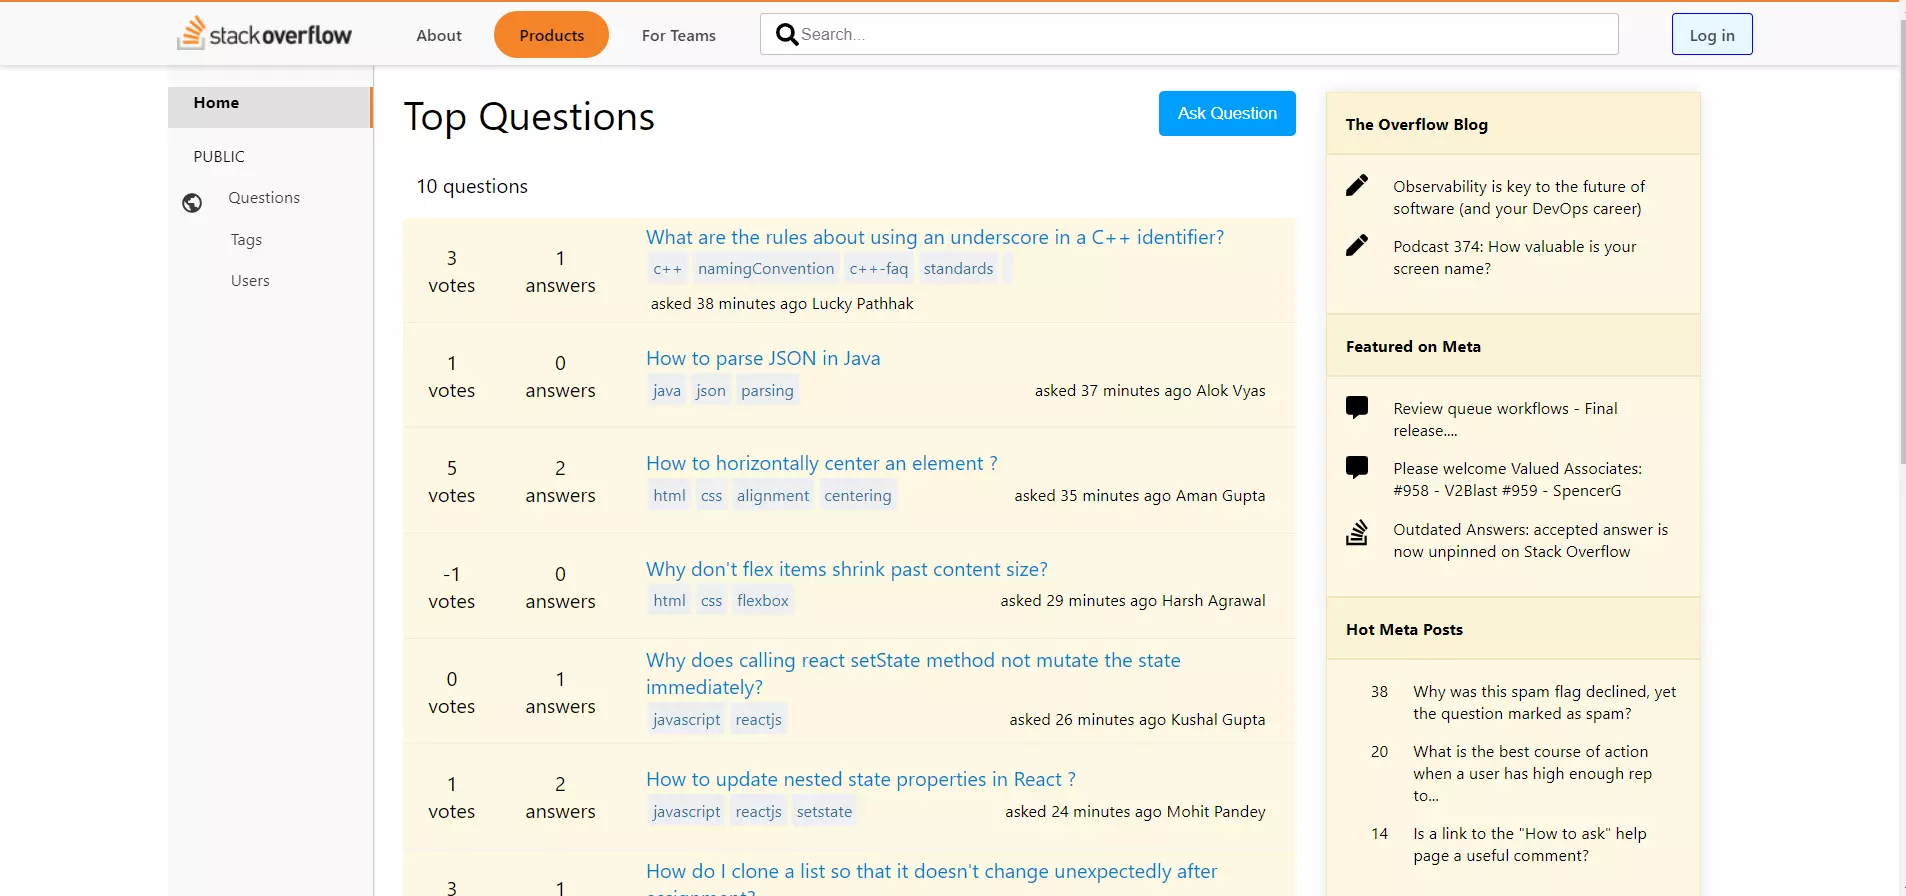 stackoverflow
About
Products
For Teams
Search...
Log in
Home
PUBLIC
Questions
Tags
Users
Top Questions
Ask Question
10 questions
3 votes
1 answers
What are the rules about using an underscore in a C++ identifier?
c++ namingConvention c++-faq standards
asked 38 minutes ago Lucky Pathhak
1 votes
0 answers
How to parse JSON in Java
java json parsing
asked 37 minutes ago Alok Vyas
5 votes
2 answers
How to horizontally center an element ?
html css alignment centering
asked 35 minutes ago Aman Gupta
-1 votes
0 answers
Why don't flex items shrink past content size?
html css flexbox
asked 29 minutes ago Harsh Agrawal
0 votes
1 answers
Why does calling react setState method not mutate the state
immediately?
javascript reactjs
asked 26 minutes ago Kushal Gupta
1 votes
2 answers
How to update nested state properties in React ?
javascript reactjs setstate
asked 24 minutes ago Mohit Pandey
3
1
How do I clone a list so that it doesn't change unexpectedly after
The Overflow Blog
Observability is key to the future of
software (and your DevOps career)
Podcast 374: How valuable is your
screen name?
Featured on Meta
Review queue workflows - Final
release....
Please welcome Valued Associates:
#958 - V2Blast #959 - SpencerG
Outdated Answers: accepted answer is
now unpinned on Stack Overflow
Hot Meta Posts
38 Why was this spam flag declined, yet
the question marked as spam?
20 What is the best course of action
when a user has high enough rep
to...
14 Is a link to the "How to ask" help
page a useful comment?